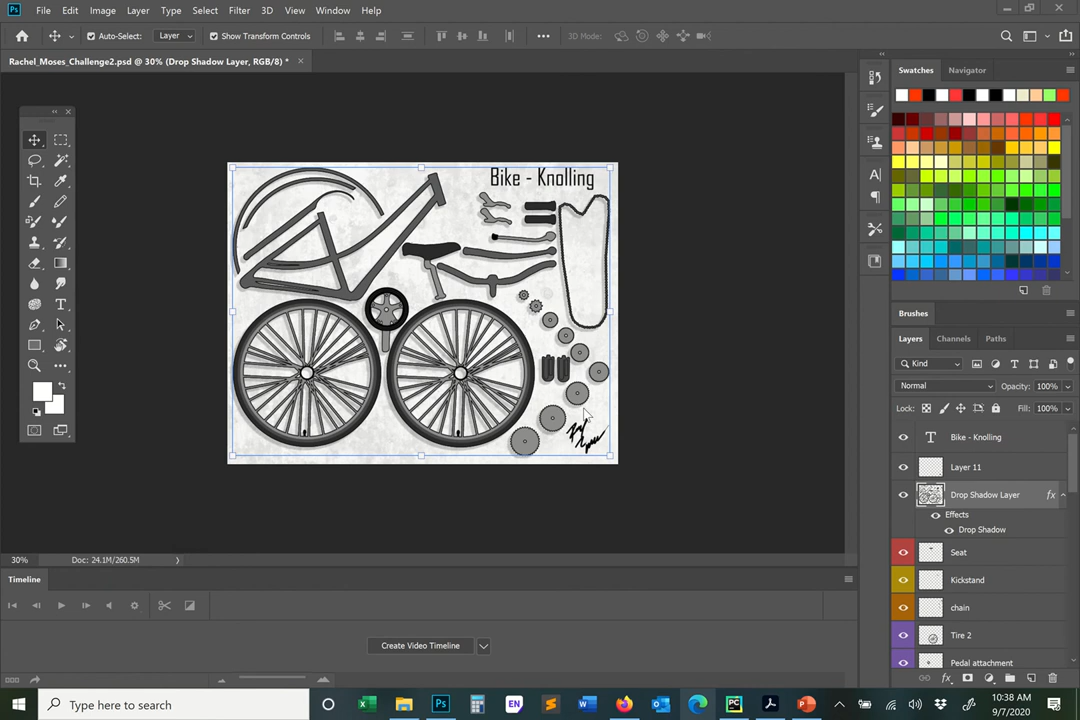 Ps File Edit Image Layer Type Select Filter 3D View Window Help
Auto-Select: Layer Show Transform Controls 3D Mode:
Rachel_Moses_Challenge2.psd @ 30% (Drop Shadow Layer, RGB/8) *
Swatches Navigator
Bike - Knolling
Brushes
Layers Channels Paths
Kind
Normal Opacity: 100%
Lock: Fill: 100%
Bike - Knolling
Layer 11
Drop Shadow Layer fx
Effects
Drop Shadow
Seat
Kickstand
chain
Tire 2
Pedal attachment
30% Doc: 24.1M/260.5M
Timeline
Create Video Timeline
Type here to search
10:38 AM
9/7/2020